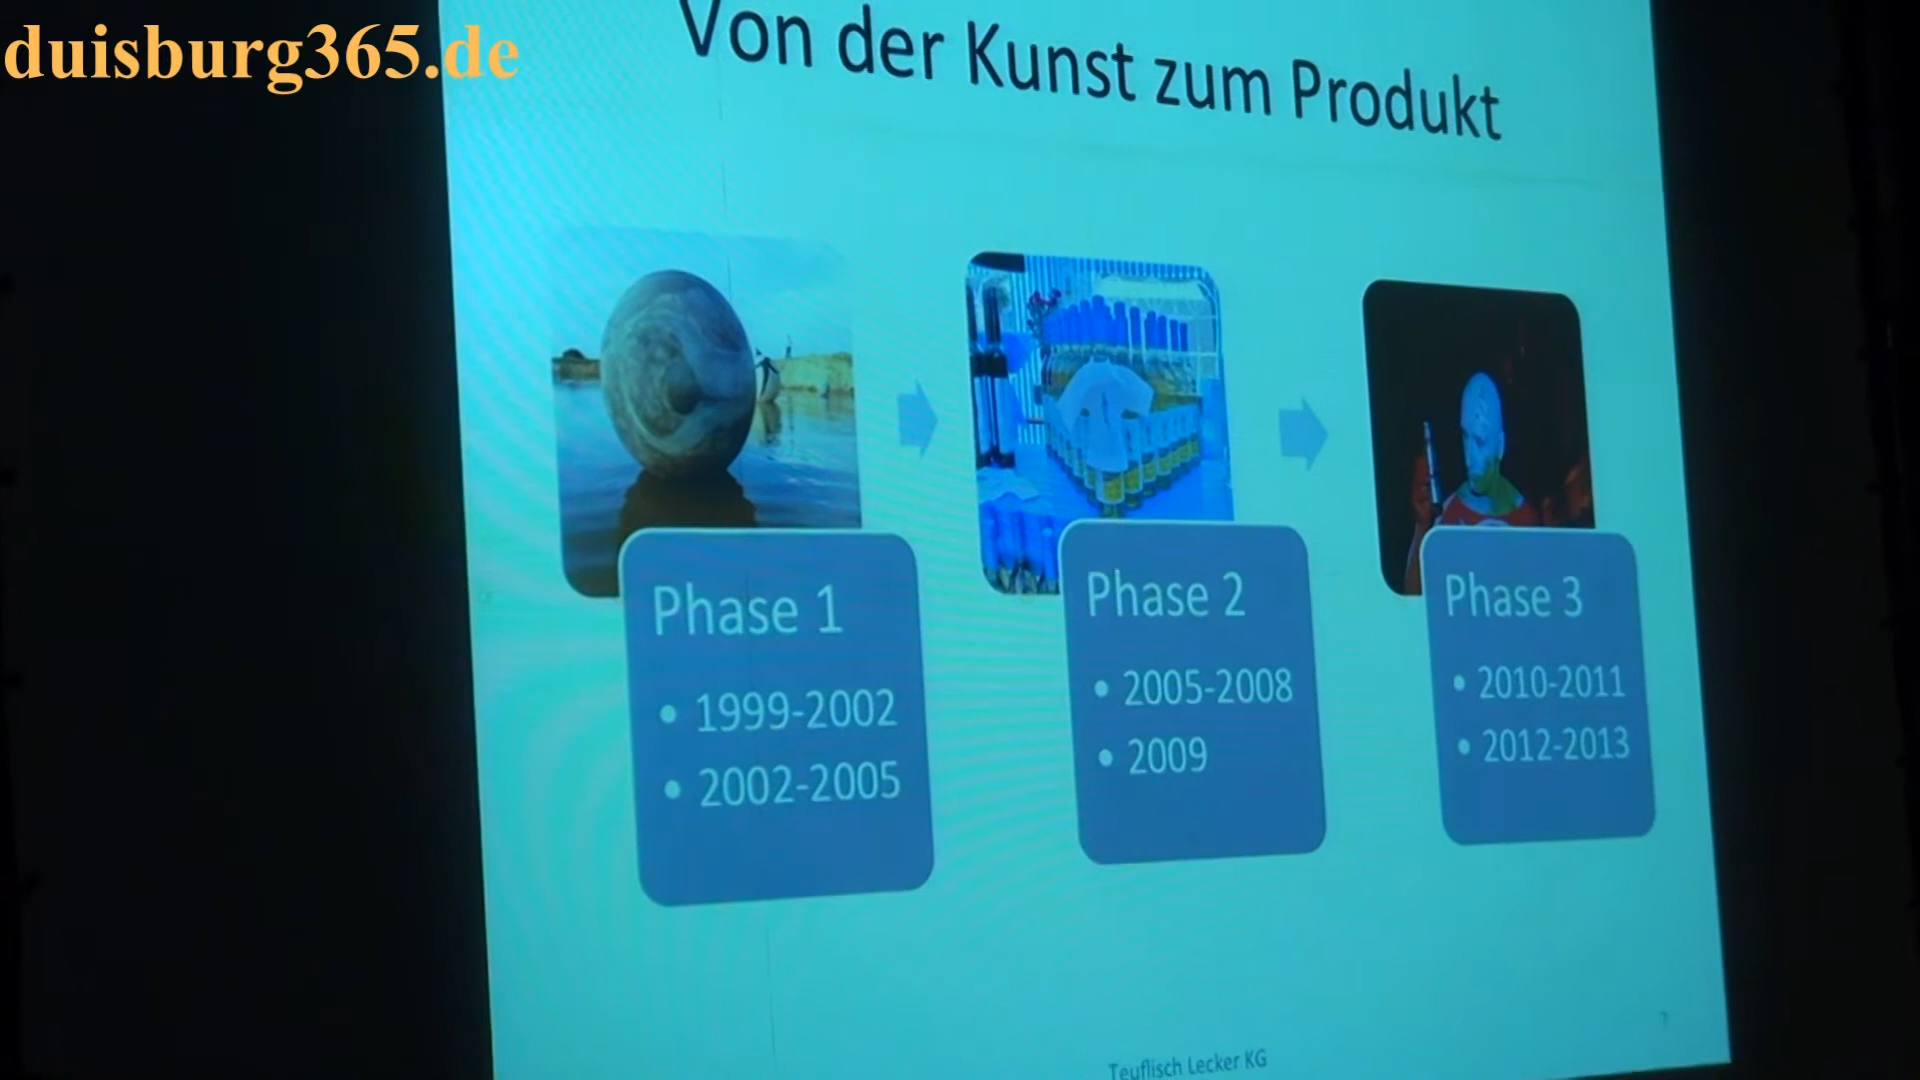 duisburg365.de
Von der Kunst zum Produkt
Phase 1
• 1999-2002
• 2002-2005
Phase 2
• 2005-2008
• 2009
Phase 3
• 2010-2011
• 2012-2013
Teuflisch Lecker KG